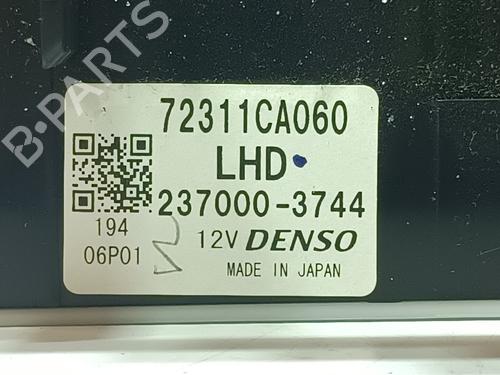 B-PARTS
72311CA060
LHD
237000-3744
194
06P01
12V DENSO
MADE IN JAPAN